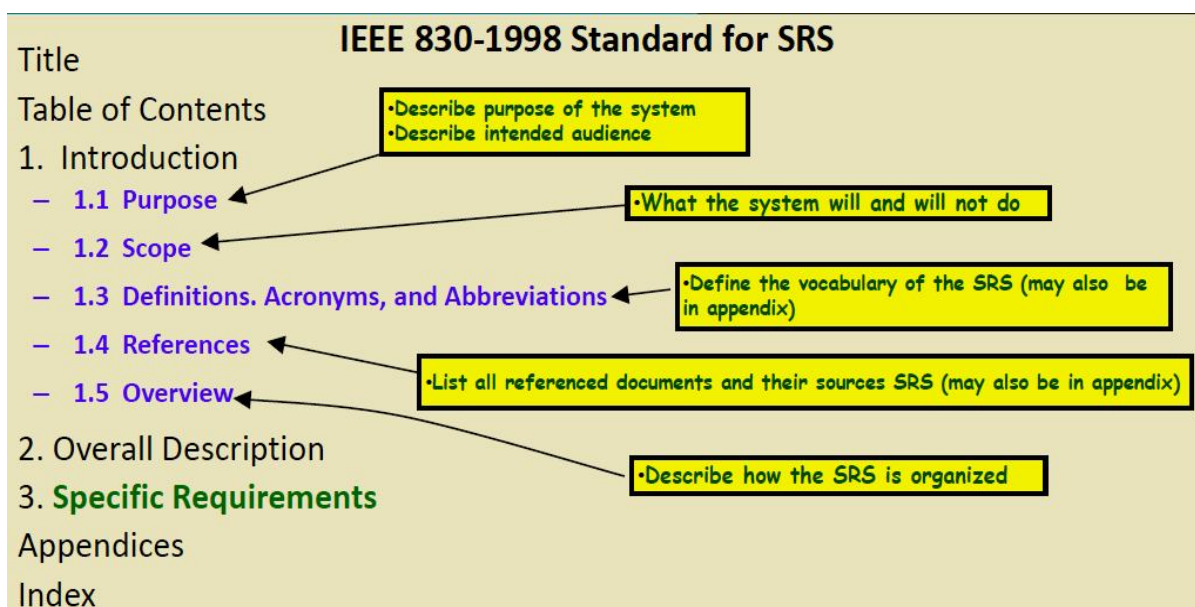 IEEE 830-1998 Standard for SRS
Title
Table of Contents
•Describe purpose of the system
•Describe intended audience
1. Introduction
– 1.1 Purpose
•What the system will and will not do
– 1.2 Scope
•Define the vocabulary of the SRS (may also be
in appendix)
– 1.3 Definitions. Acronyms, and Abbreviations
– 1.4 References
•List all referenced documents and their sources SRS (may also be in appendix)
– 1.5 Overview
2. Overall Description
•Describe how the SRS is organized
3. Specific Requirements
Appendices
Index